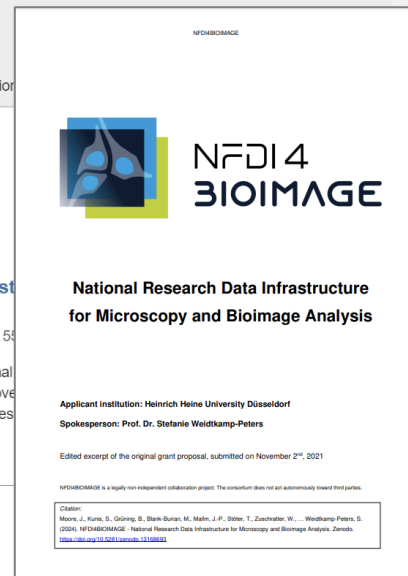 NFDI4BIOIMAGE
NFDI4
BIOIMAGE
National Research Data Infrastructure
for Microscopy and Bioimage Analysis
Applicant institution: Heinrich Heine University Düsseldorf
Spokesperson: Prof. Dr. Stefanie Weidtkamp-Peters
Edited excerpt of the original grant proposal, submitted on November 2nd, 2021
NFDI4BIOIMAGE is a legally non-independent collaboration project. The consortium does not act autonomously toward third parties.
Citation:
Moore, J., Kunis, S., Grüning, B., Blank-Burian, M., Mallm, J.-P., Stöter, T., Zuschratter, W., ... Weidtkamp-Peters, S.
(2024). NFDI4BIOIMAGE - National Research Data Infrastructure for Microscopy and Bioimage Analysis. Zenodo.
https://doi.org/10.5281/zenodo.13168693